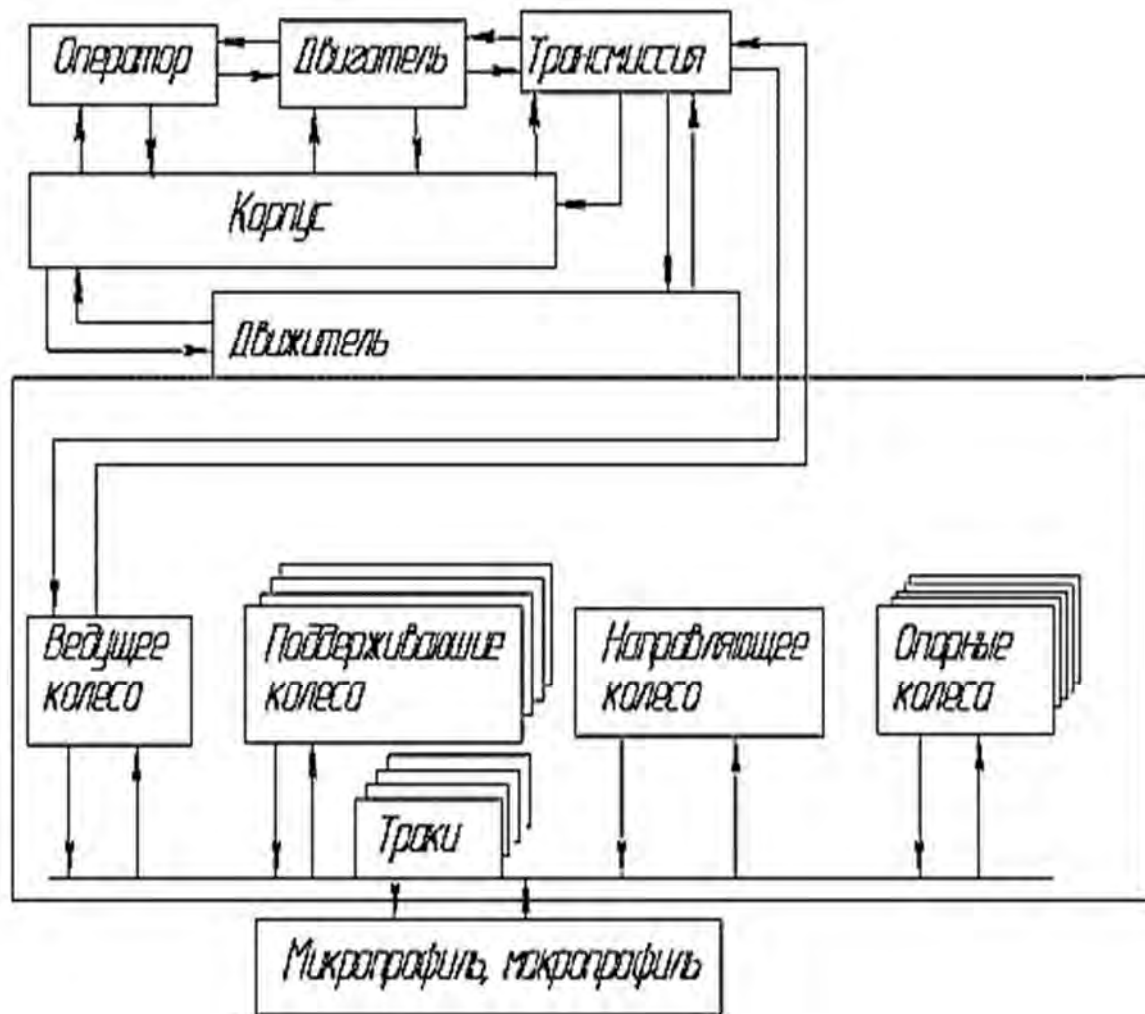 Оператор
Двигатель
Трансмиссия
Корпус
Движитель
Ведущее
колесо
Поддерживающие
колеса
Направляющее
колесо
Опорные
колеса
Траки
Микропрофиль, макропрофиль